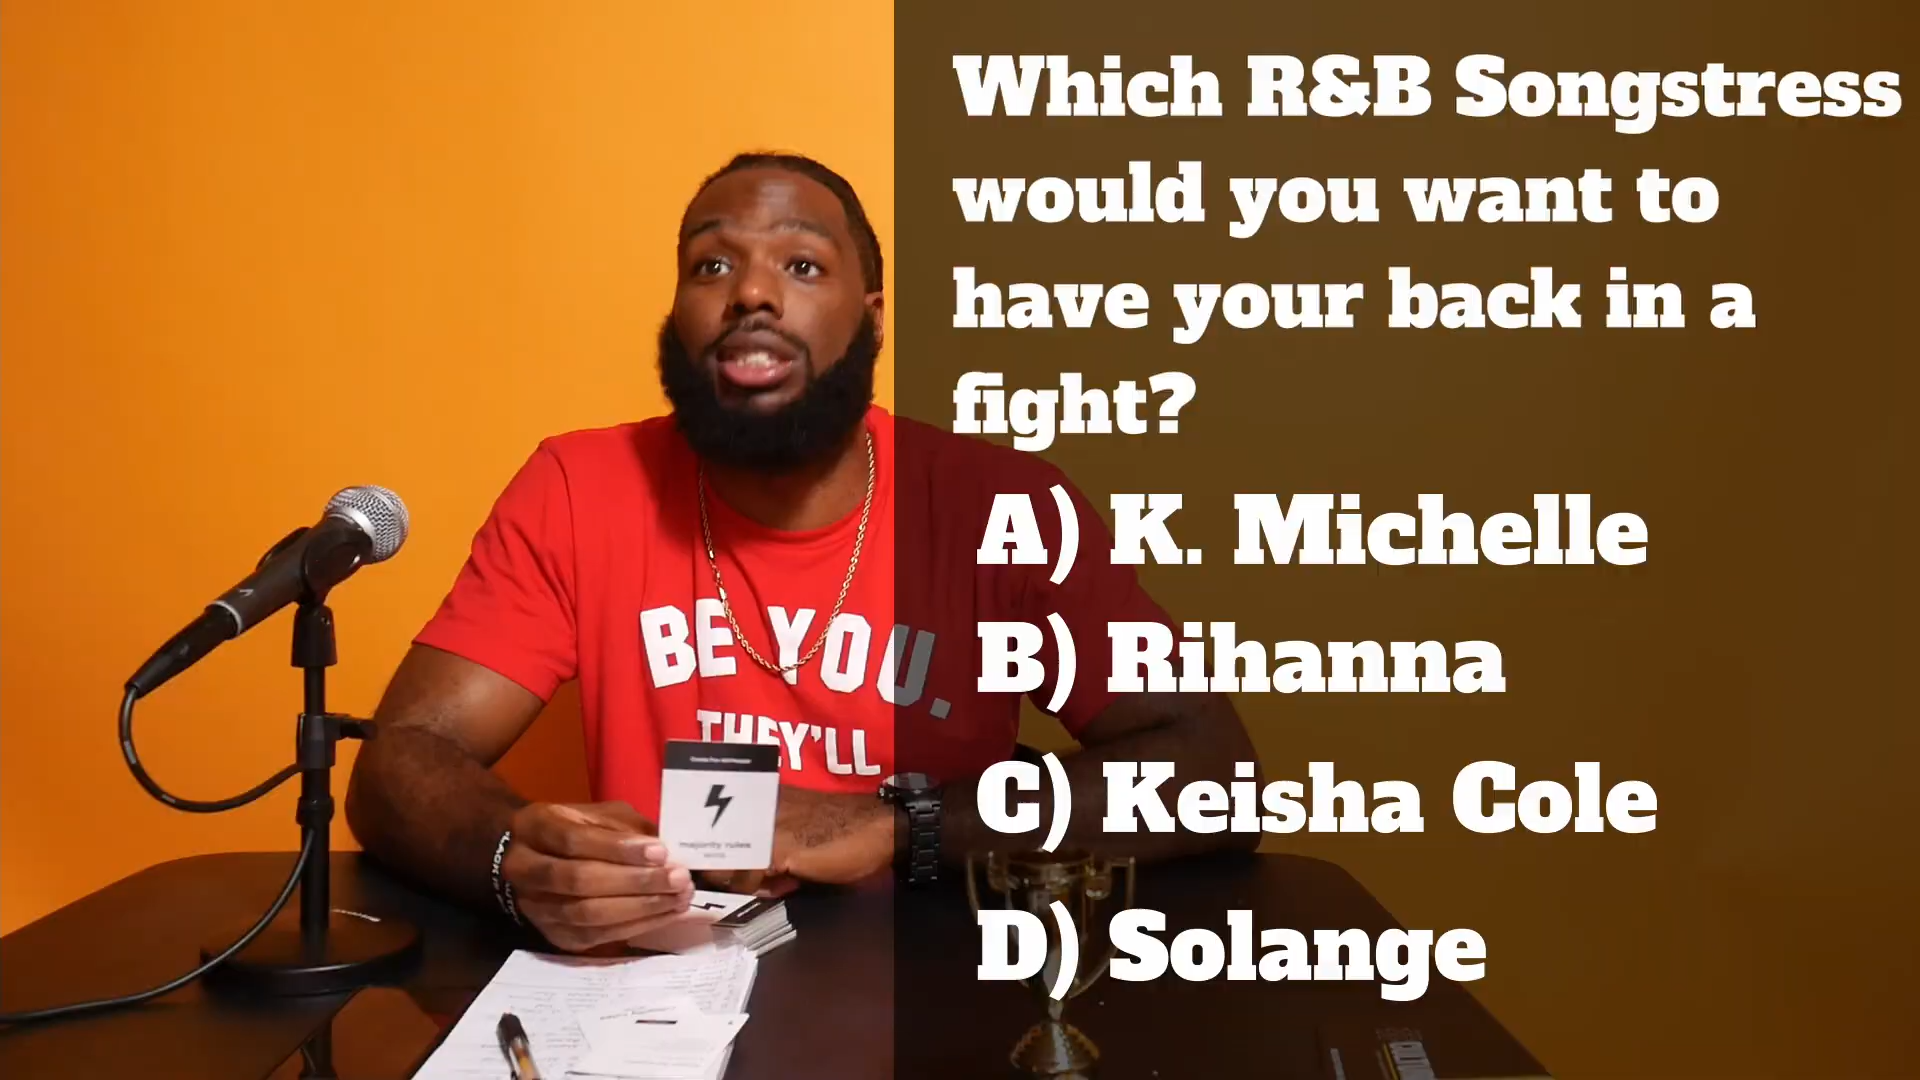 Which R&B Songstress
would you want to
have your back in a
fight?
A) K. Michelle
B) Rihanna
C) Keisha Cole
D) Solange
BE YOU.
THEY'LL
majority rules